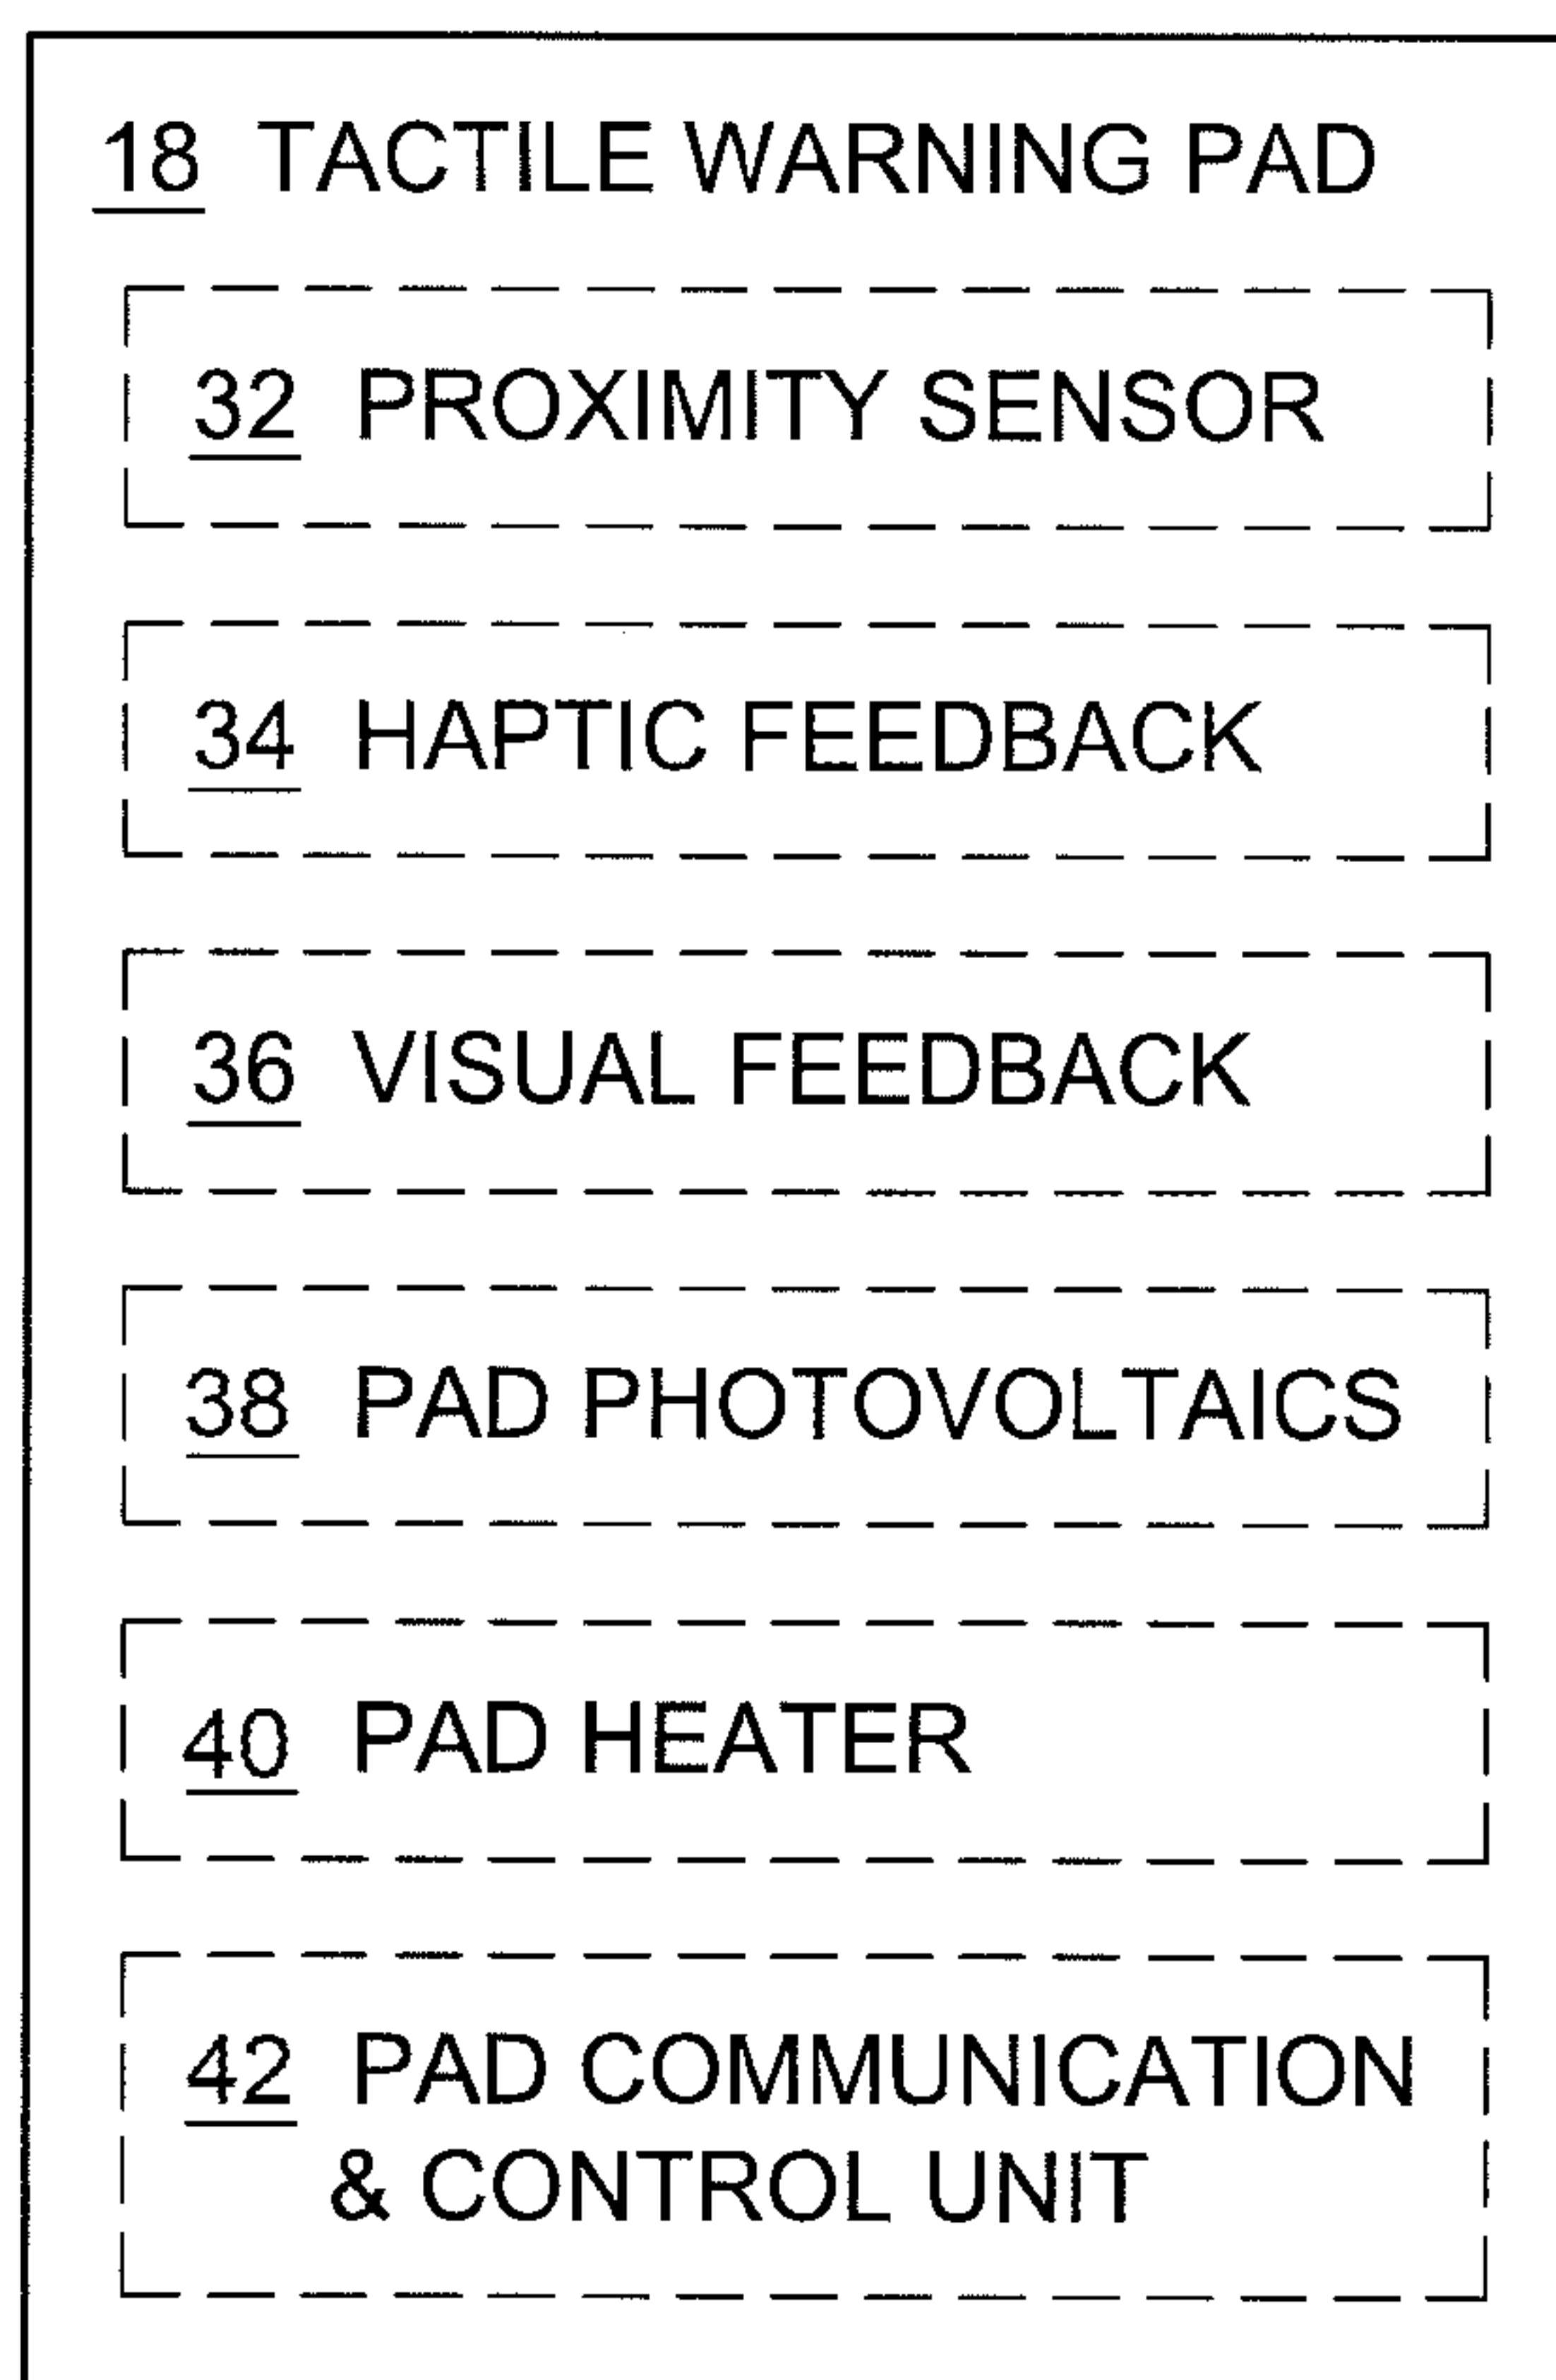 18 TACTILE WARNING PAD
32 PROXIMITY SENSOR
34 HAPTIC FEEDBACK
36 VISUAL FEEDBACK
38 PAD PHOTOVOLTAICS
40 PAD HEATER
42 PAD COMMUNICATION
& CONTROL UNIT